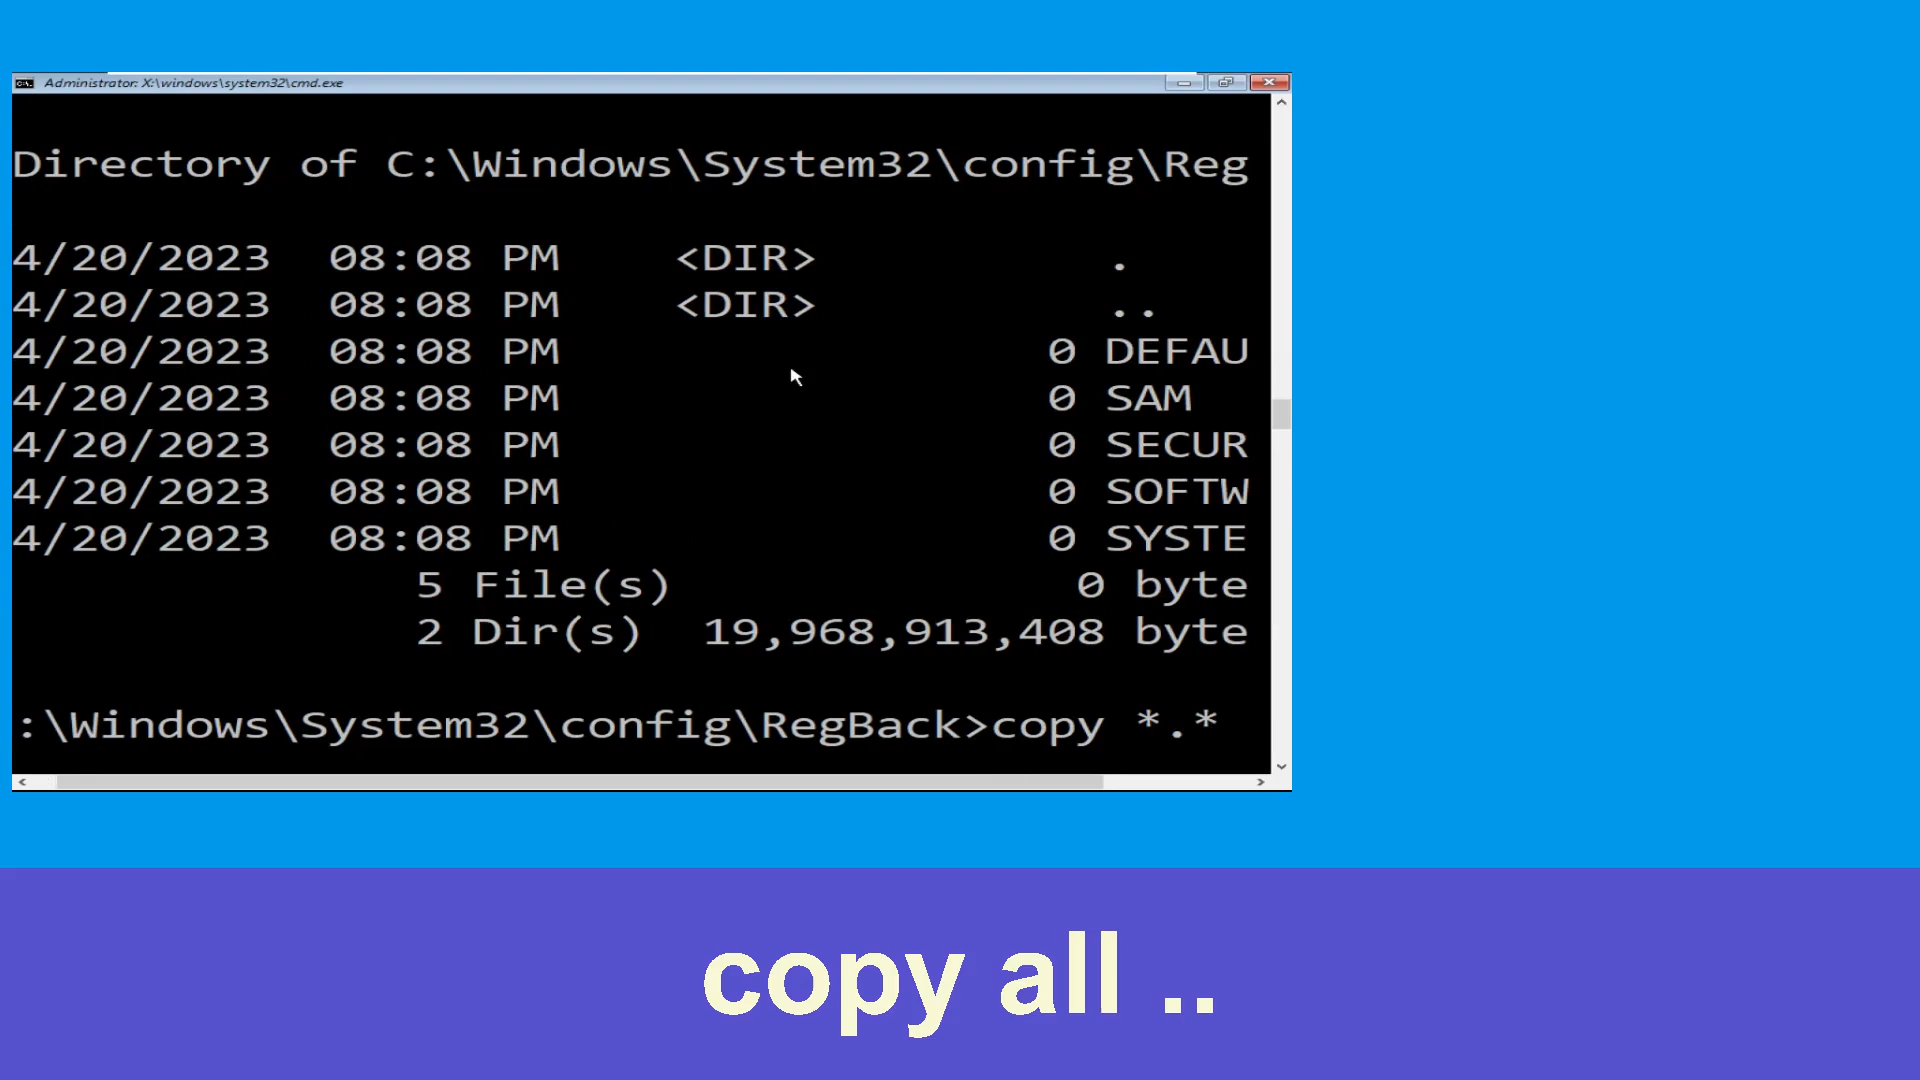 Administrator: X:\windows\system32\cmd.exe
Directory of C:\Windows\System32\config\Reg
4/20/2023 08:08 PM <DIR> .
4/20/2023 08:08 PM <DIR> ..
4/20/2023 08:08 PM 0 DEFAU
4/20/2023 08:08 PM 0 SAM
4/20/2023 08:08 PM 0 SECUR
4/20/2023 08:08 PM 0 SOFTW
4/20/2023 08:08 PM 0 SYSTE
5 File(s) 0 byte
2 Dir(s) 19,968,913,408 byte
:\Windows\System32\config\RegBack>copy *.*
copy all ..